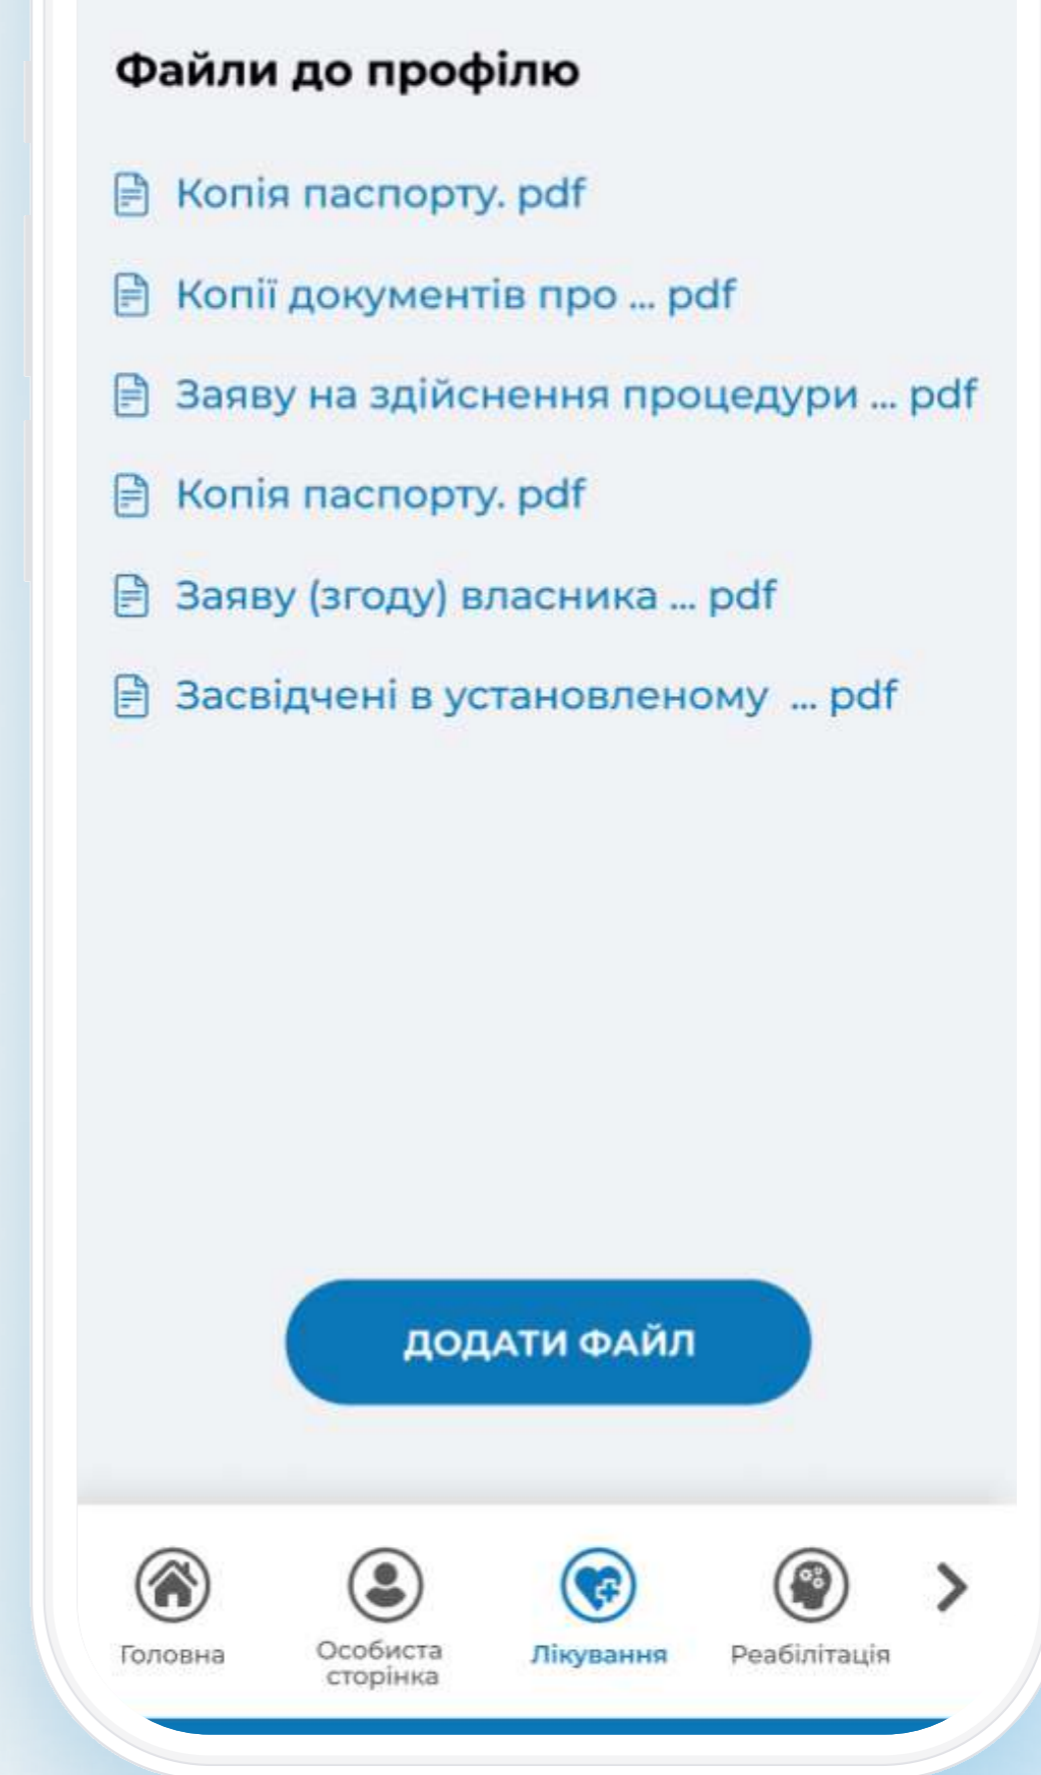 Файли до профілю
Копія паспорту. pdf
Копії документів про ... pdf
Заяву на здійснення процедури ... pdf
Копія паспорту. pdf
Заяву (згоду) власника ... pdf
Засвідчені в установленому ... pdf
ДОДАТИ ФАЙЛ
Головна
Особиста
сторінка
Лікування
Реабілітація